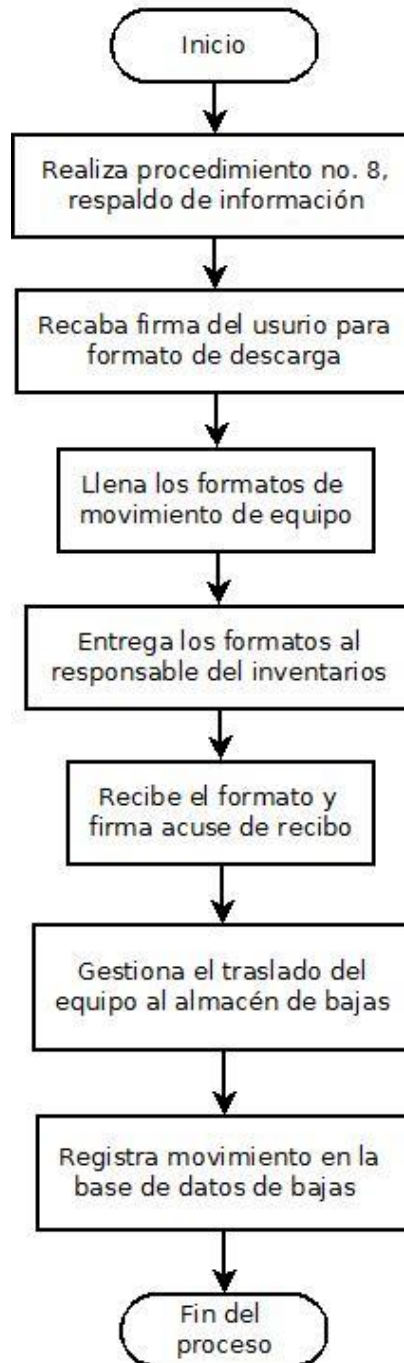 Inicio
Realiza procedimiento no. 8,
respaldo de información
Recaba firma del usurio para
formato de descarga
Llena los formatos de
movimiento de equipo
Entrega los formatos al
responsable del inventarios
Recibe el formato y
firma acuse de recibo
Gestiona el traslado del
equipo al almacén de bajas
Registra movimiento en la
base de datos de bajas
Fin del
proceso